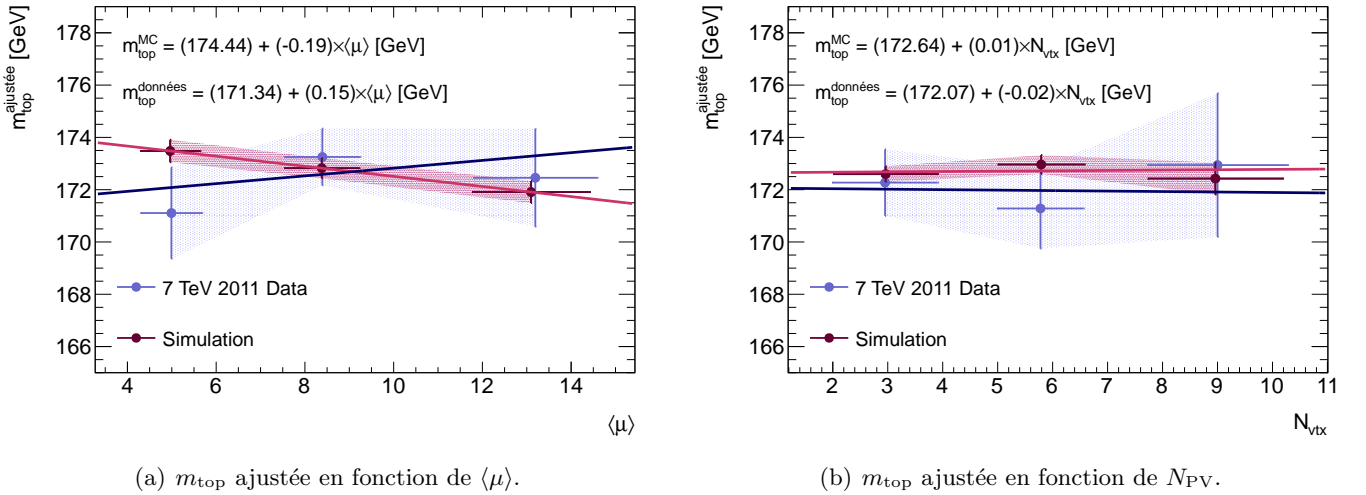 m_top^ajustée [GeV]
178
176
174
172
170
168
166
m_top^MC = (174.44) + (-0.19)×⟨μ⟩ [GeV]
m_top^données = (171.34) + (0.15)×⟨μ⟩ [GeV]
7 TeV 2011 Data
Simulation
4 6 8 10 12 14
⟨μ⟩
(a) m_top ajustée en fonction de ⟨μ⟩.
m_top^ajustée [GeV]
178
176
174
172
170
168
166
m_top^MC = (172.64) + (0.01)×N_vtx [GeV]
m_top^données = (172.07) + (-0.02)×N_vtx [GeV]
7 TeV 2011 Data
Simulation
2 3 4 5 6 7 8 9 10 11
N_vtx
(b) m_top ajustée en fonction de N_PV.